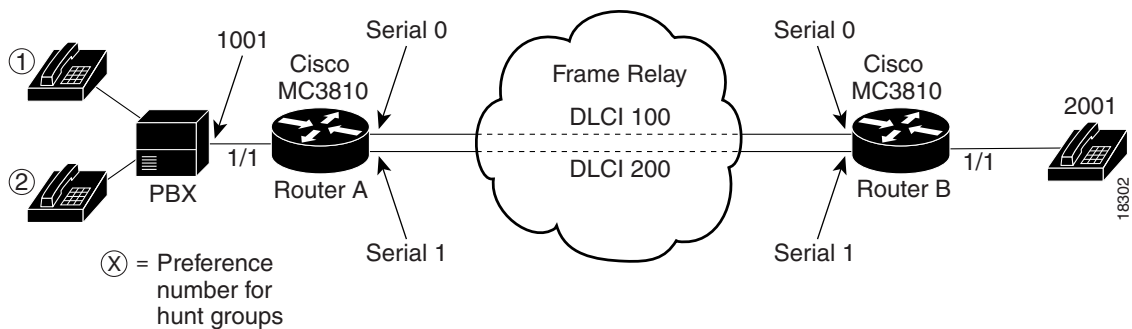 1
1001
Serial 0
Serial 0
Cisco
MC3810
Frame Relay
Cisco
MC3810
DLCI 100
2001
1/1
DLCI 200
1/1
2
PBX
Router A
Router B
18302
Serial 1
Serial 1
X = Preference
number for
hunt groups